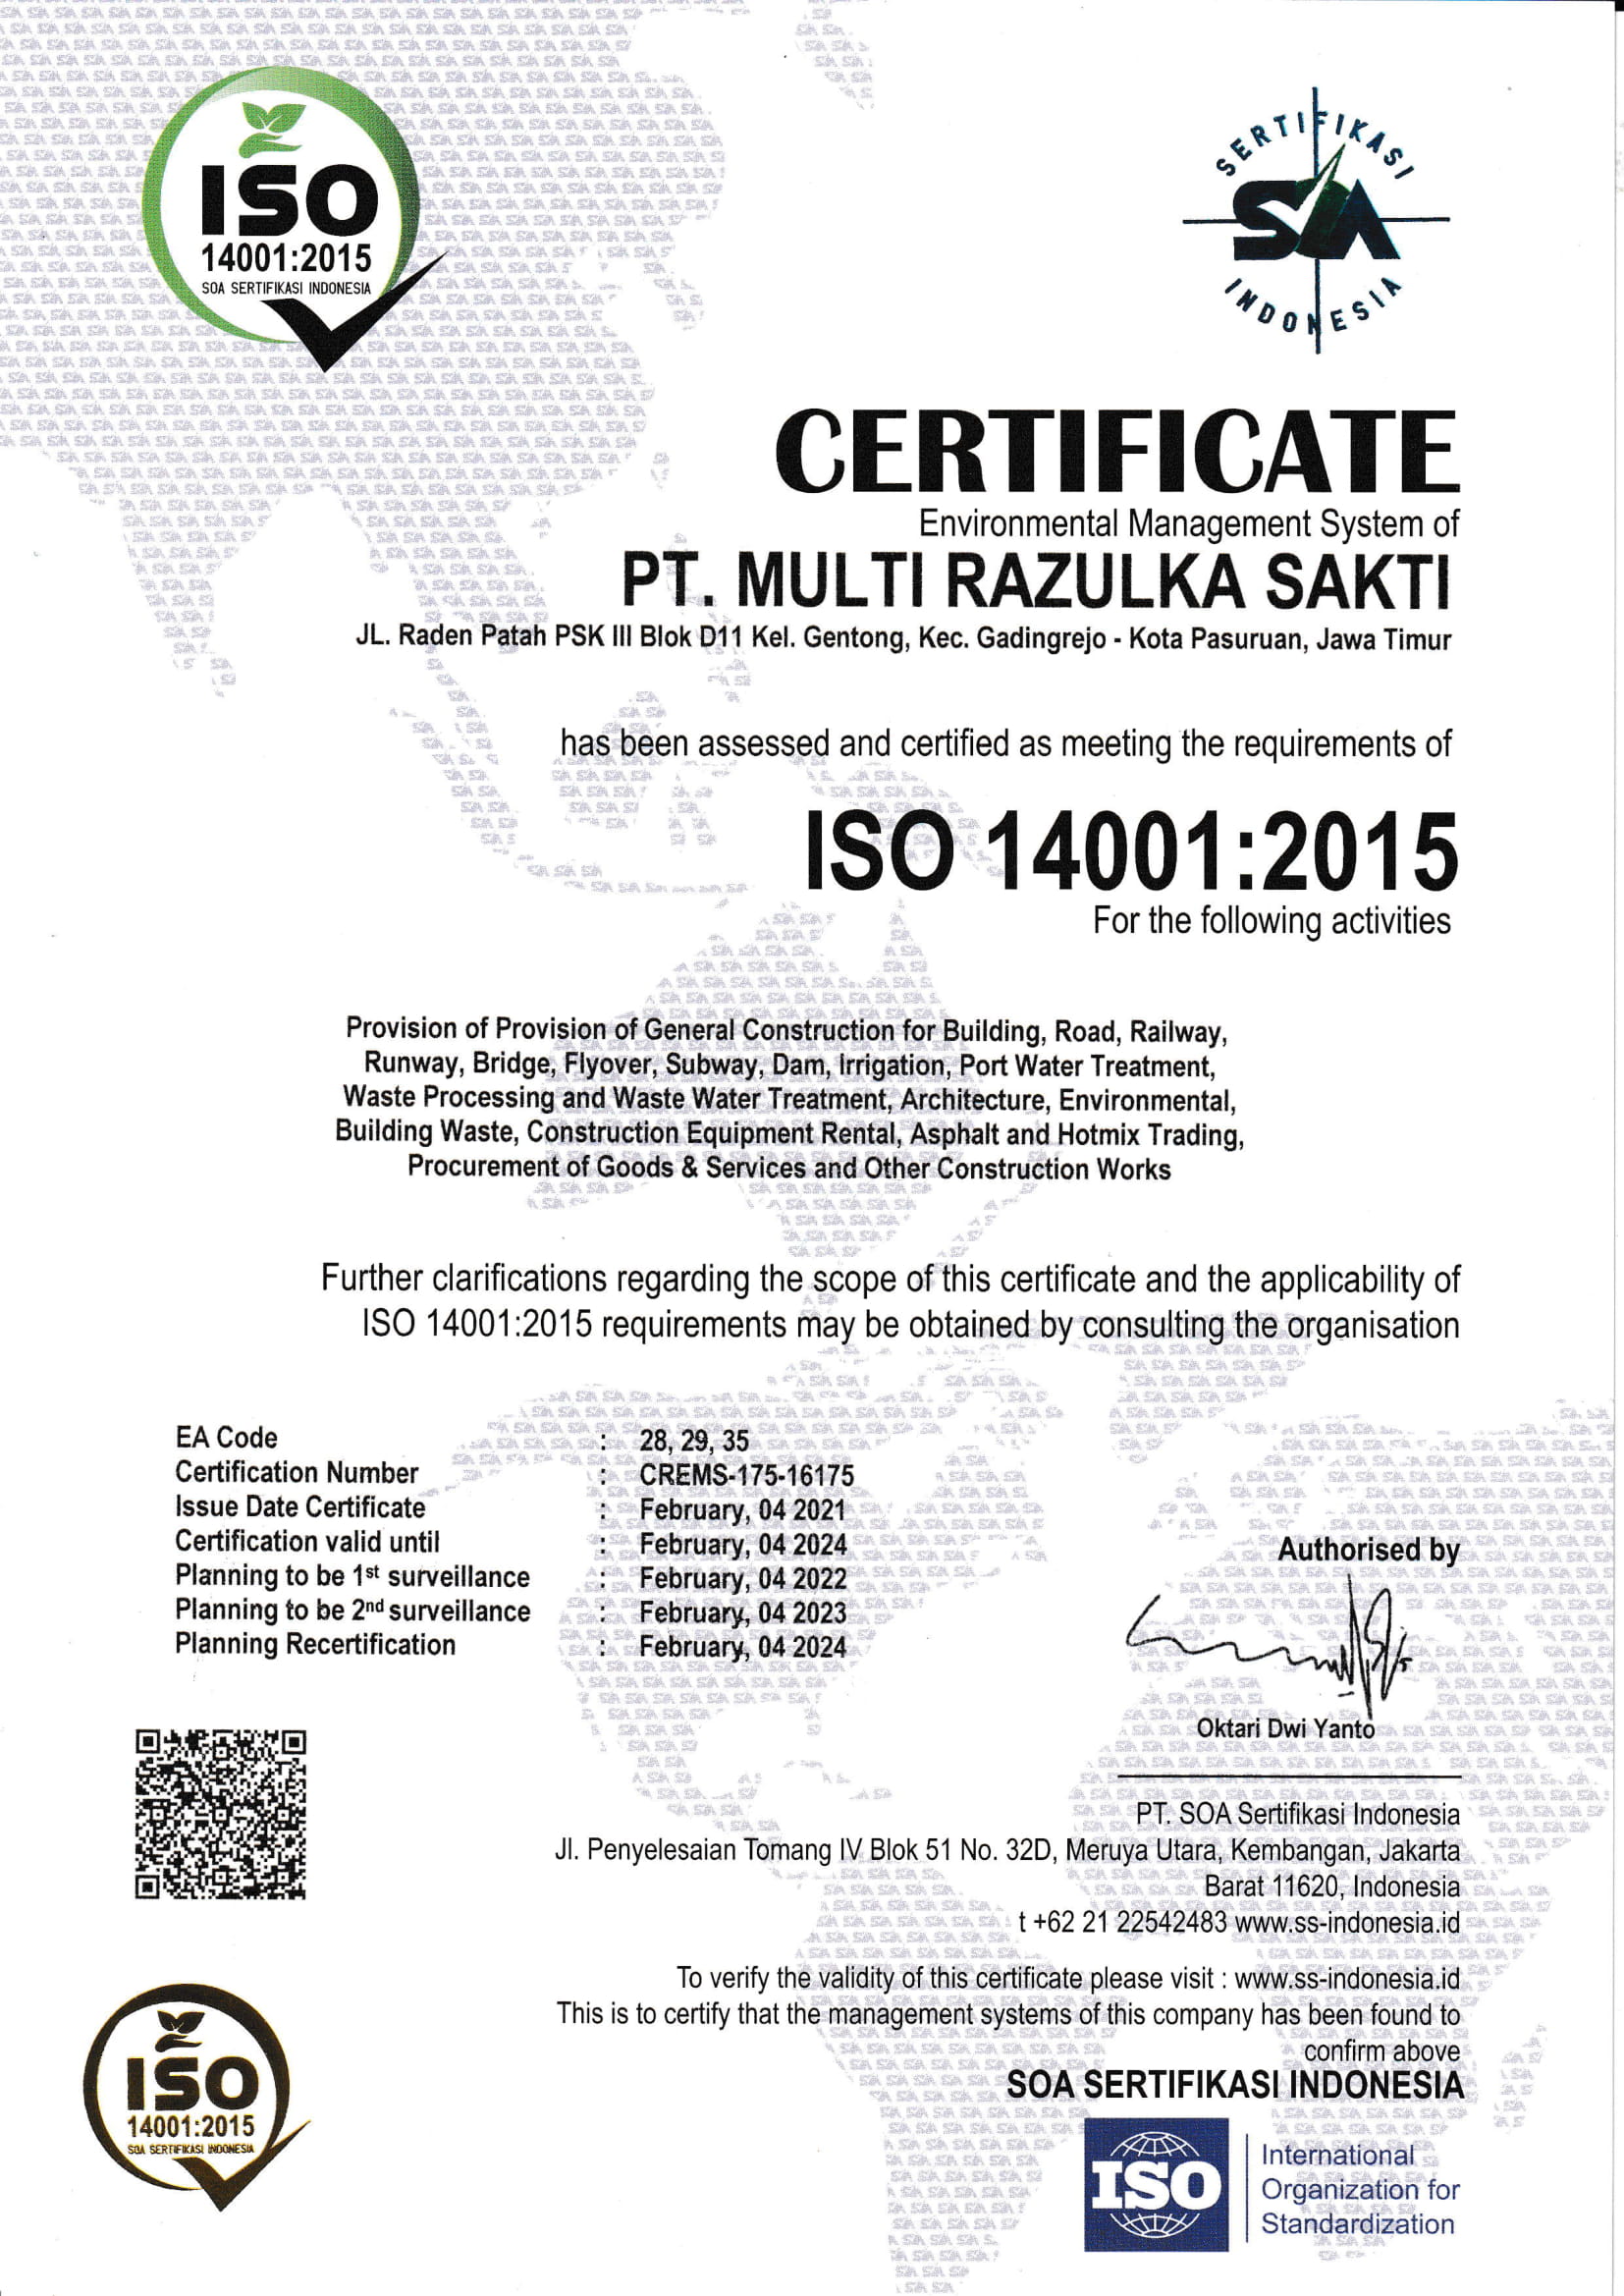 ISO
14001:2015
SOA SERTIFIKASI INDONESIA
SERTIFIKASI
SOA
INDONESIA
CERTIFICATE
Environmental Management System of
PT. MULTI RAZULKA SAKTI
JL. Raden Patah PSK III Blok D11 Kel. Gentong, Kec. Gadingrejo - Kota Pasuruan, Jawa Timur
has been assessed and certified as meeting the requirements of
ISO 14001:2015
For the following activities
Provision of Provision of General Construction for Building, Road, Railway,
Runway, Bridge, Flyover, Subway, Dam, Irrigation, Port Water Treatment,
Waste Processing and Waste Water Treatment, Architecture, Environmental,
Building Waste, Construction Equipment Rental, Asphalt and Hotmix Trading,
Procurement of Goods & Services and Other Construction Works
Further clarifications regarding the scope of this certificate and the applicability of
ISO 14001:2015 requirements may be obtained by consulting the organisation
EA Code : 28, 29, 35
Certification Number : CREMS-175-16175
Issue Date Certificate : February, 04 2021
Certification valid until : February, 04 2024
Planning to be 1st surveillance : February, 04 2022
Planning to be 2nd surveillance : February, 04 2023
Planning Recertification : February, 04 2024
Authorised by
Oktari Dwi Yanto
PT. SOA Sertifikasi Indonesia
Jl. Penyelesaian Tomang IV Blok 51 No. 32D, Meruya Utara, Kembangan, Jakarta
Barat 11620, Indonesia
t +62 21 22542483 www.ss-indonesia.id
To verify the validity of this certificate please visit : www.ss-indonesia.id
This is to certify that the management systems of this company has been found to
confirm above
SOA SERTIFIKASI INDONESIA
ISO
14001:2015
SOA SERTIFIKASI INDONESIA
ISO
International
Organization for
Standardization